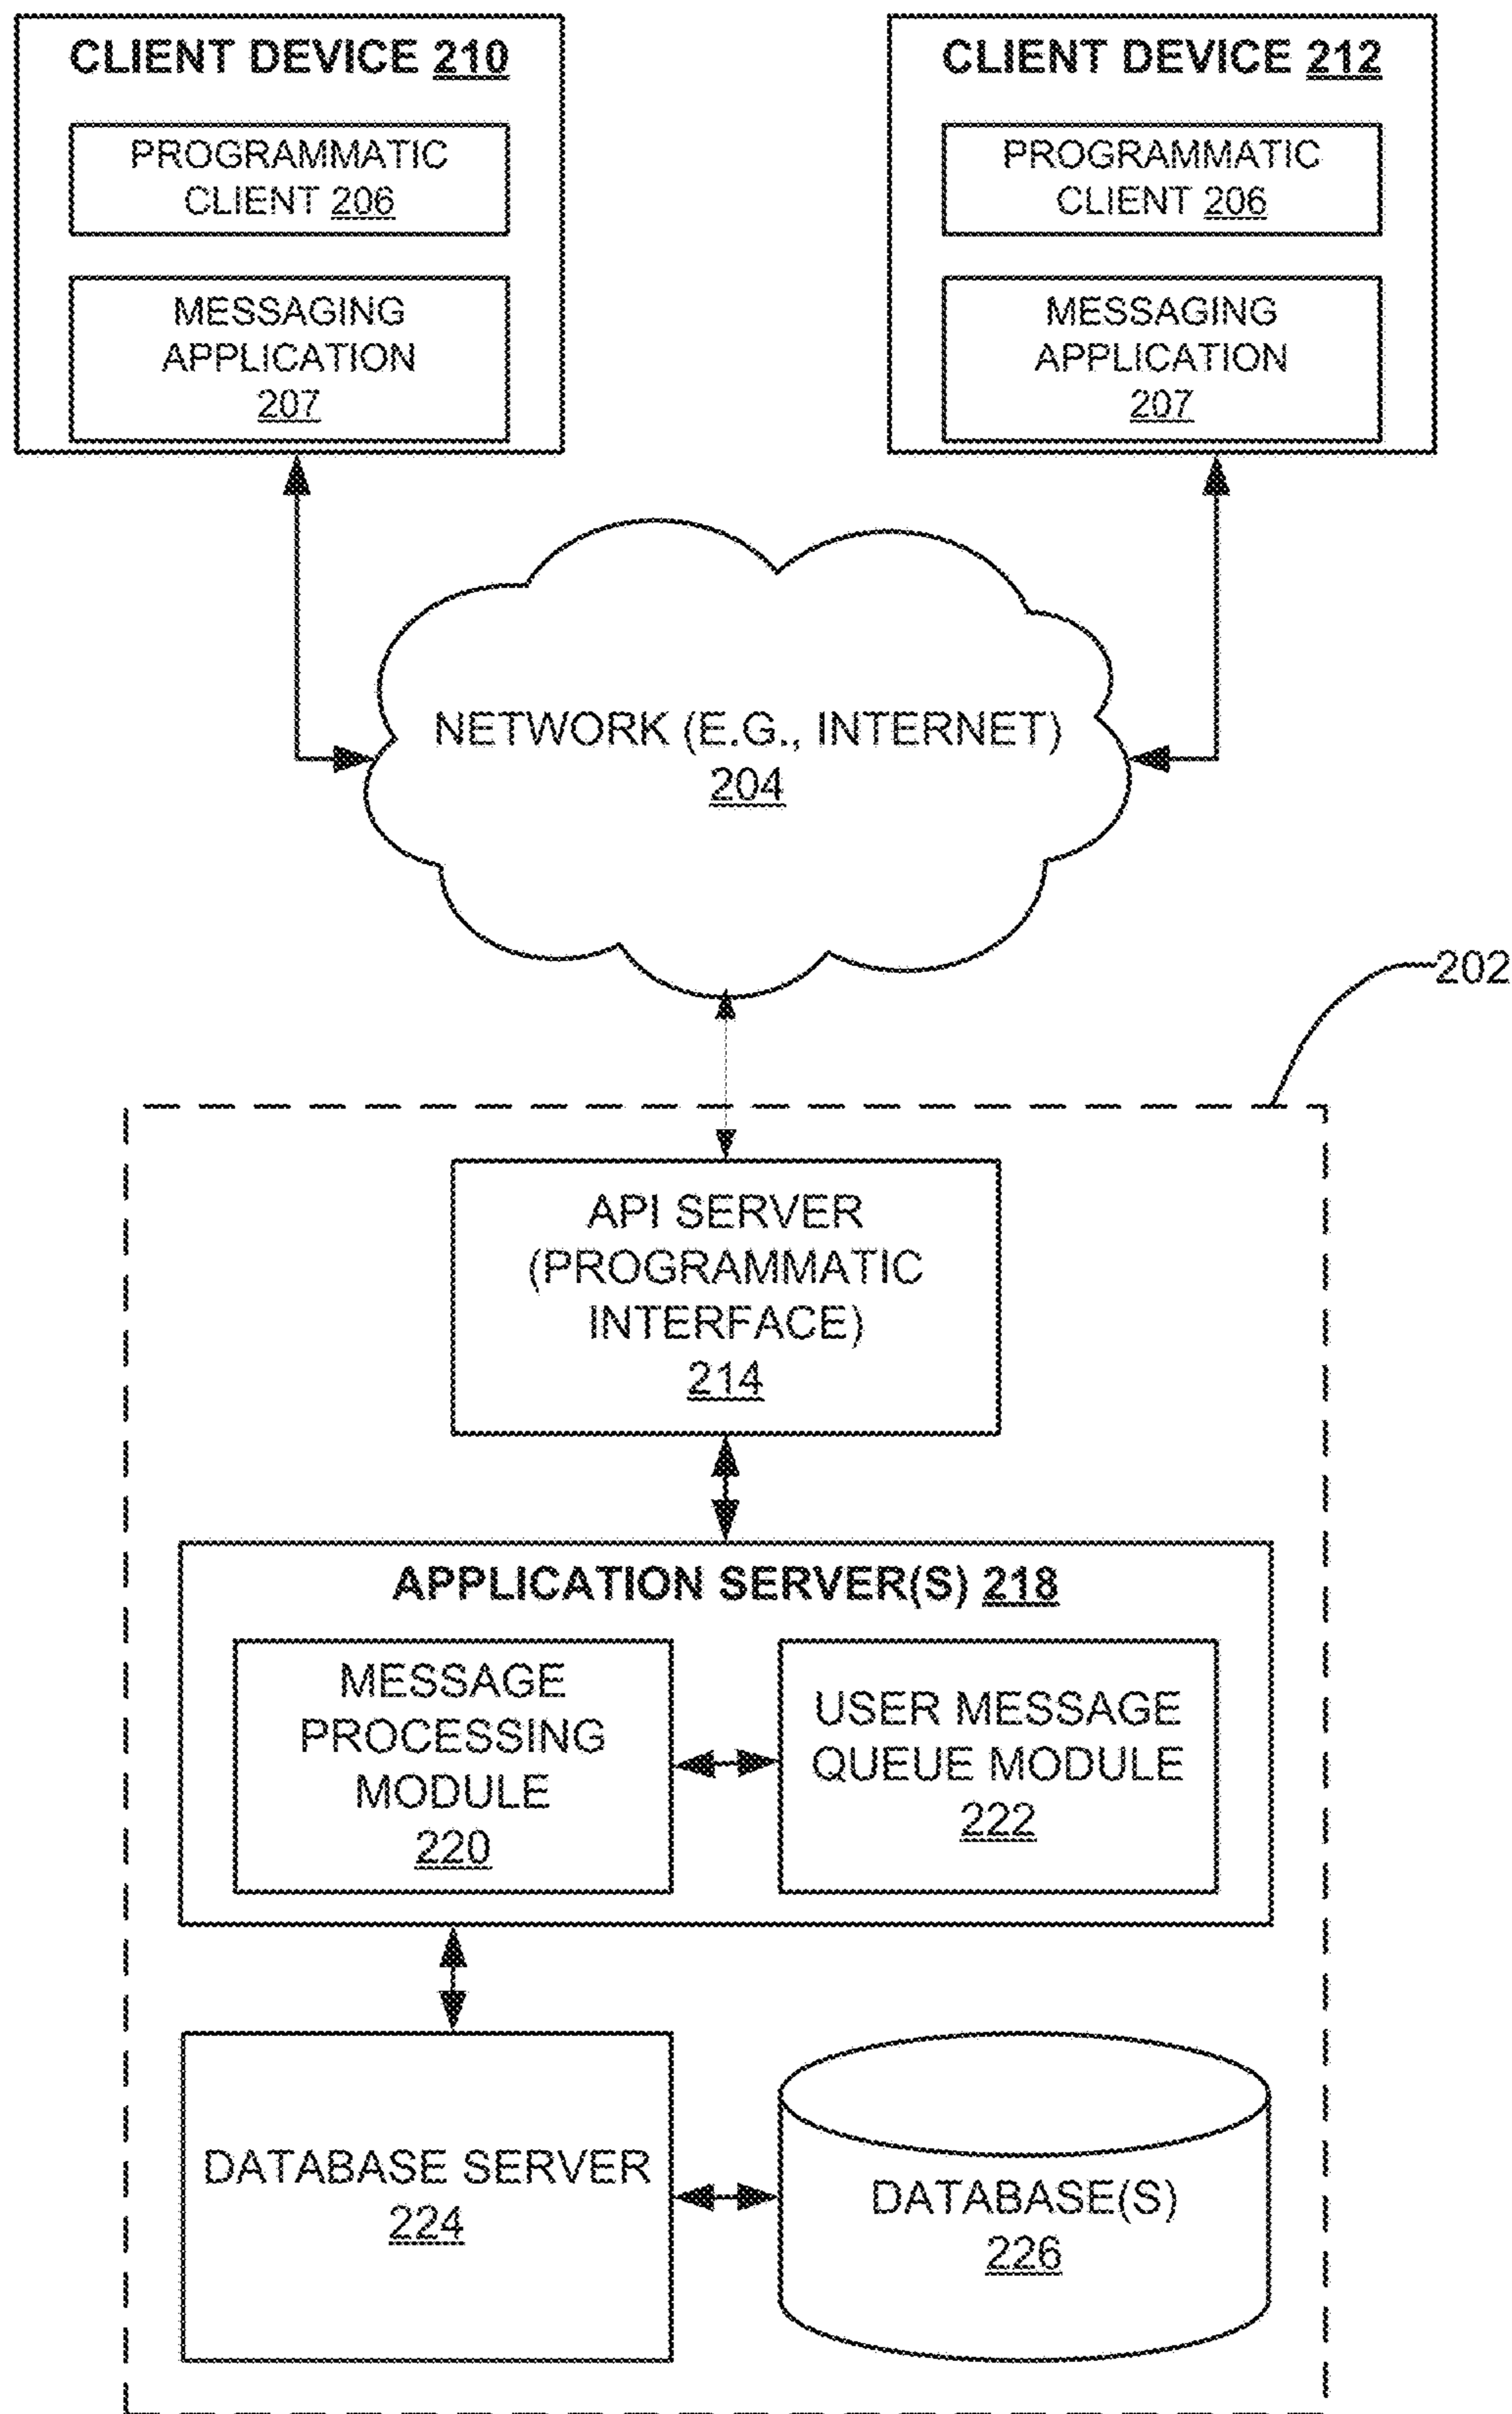 CLIENT DEVICE 210
PROGRAMMATIC
CLIENT 206
MESSAGING
APPLICATION
207
CLIENT DEVICE 212
PROGRAMMATIC
CLIENT 206
MESSAGING
APPLICATION
207
NETWORK (E.G., INTERNET)
204
202
API SERVER
(PROGRAMMATIC
INTERFACE)
214
APPLICATION SERVER(S) 218
MESSAGE
PROCESSING
MODULE
220
USER MESSAGE
QUEUE MODULE
222
DATABASE SERVER
224
DATABASE(S)
226